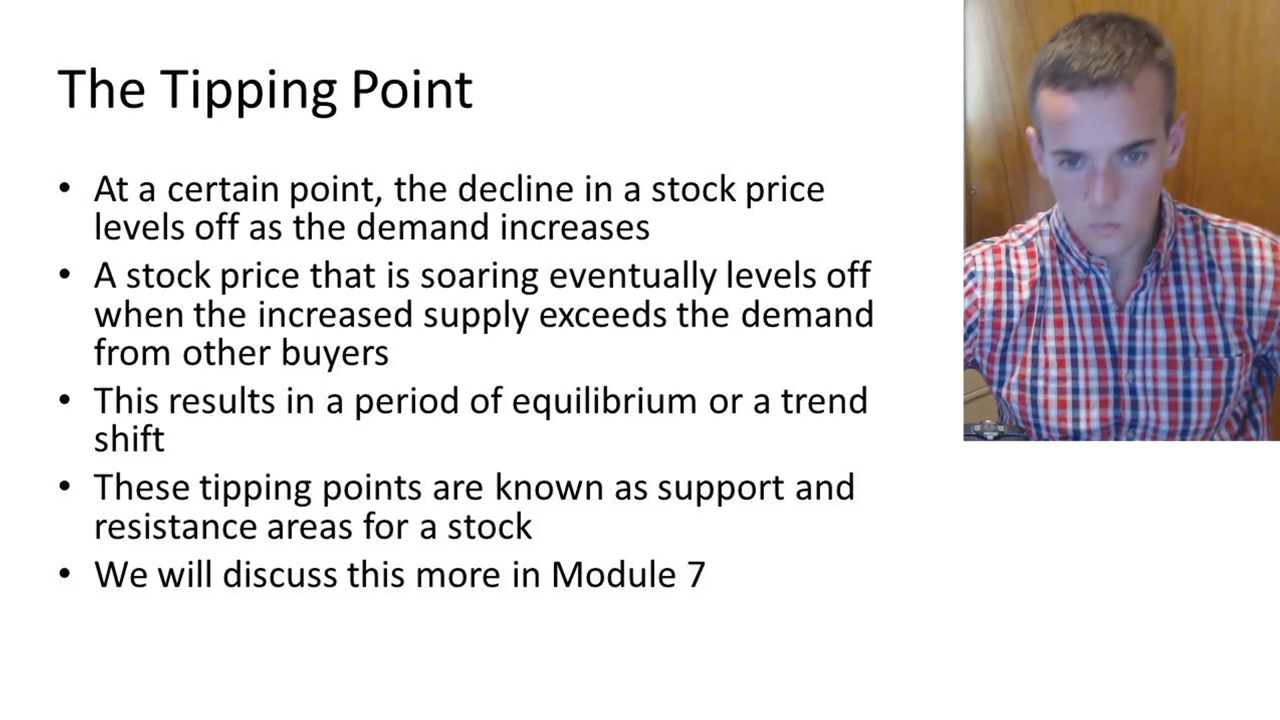 The Tipping Point
• At a certain point, the decline in a stock price
levels off as the demand increases
• A stock price that is soaring eventually levels off
when the increased supply exceeds the demand
from other buyers
• This results in a period of equilibrium or a trend
shift
• These tipping points are known as support and
resistance areas for a stock
• We will discuss this more in Module 7